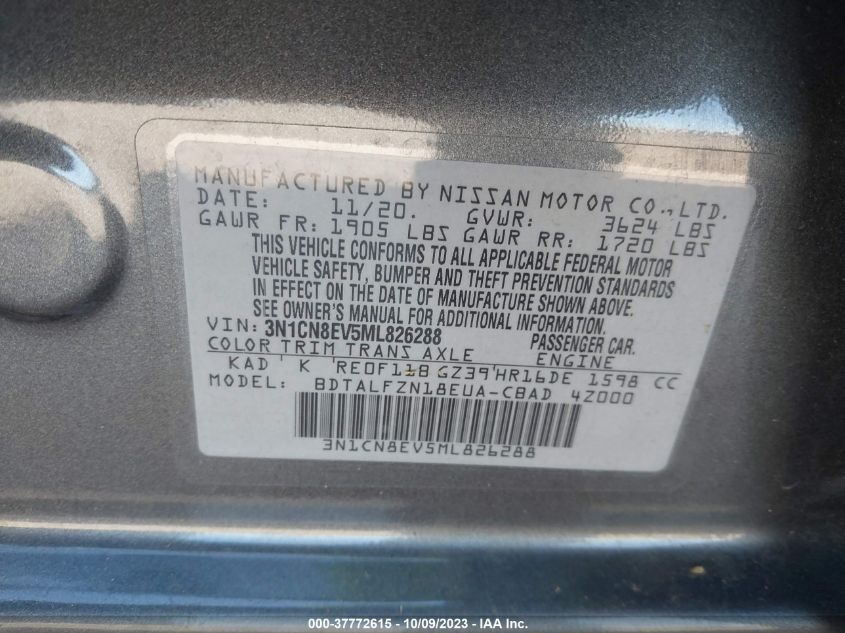 MANUFACTURED BY NISSAN MOTOR CO., LTD.
DATE: 11/20. GVWR: 3624 LBS
GAWR FR: 1905 LBS GAWR RR: 1720 LBS
THIS VEHICLE CONFORMS TO ALL APPLICABLE FEDERAL MOTOR
VEHICLE SAFETY, BUMPER AND THEFT PREVENTION STANDARDS
IN EFFECT ON THE DATE OF MANUFACTURE SHOWN ABOVE.
SEE OWNER'S MANUAL FOR ADDITIONAL INFORMATION.
VIN: 3N1CN8EV5ML826288 PASSENGER CAR.
COLOR TRIM TRANS AXLE ENGINE
KAD ' K 'RE0F11B GZ39'HR16DE 1598 CC
MODEL: BDTALFZN18EUA-CBAD 4Z000
3N1CN8EV5ML826288
000-37772615 - 10/09/2023 - IAA Inc.